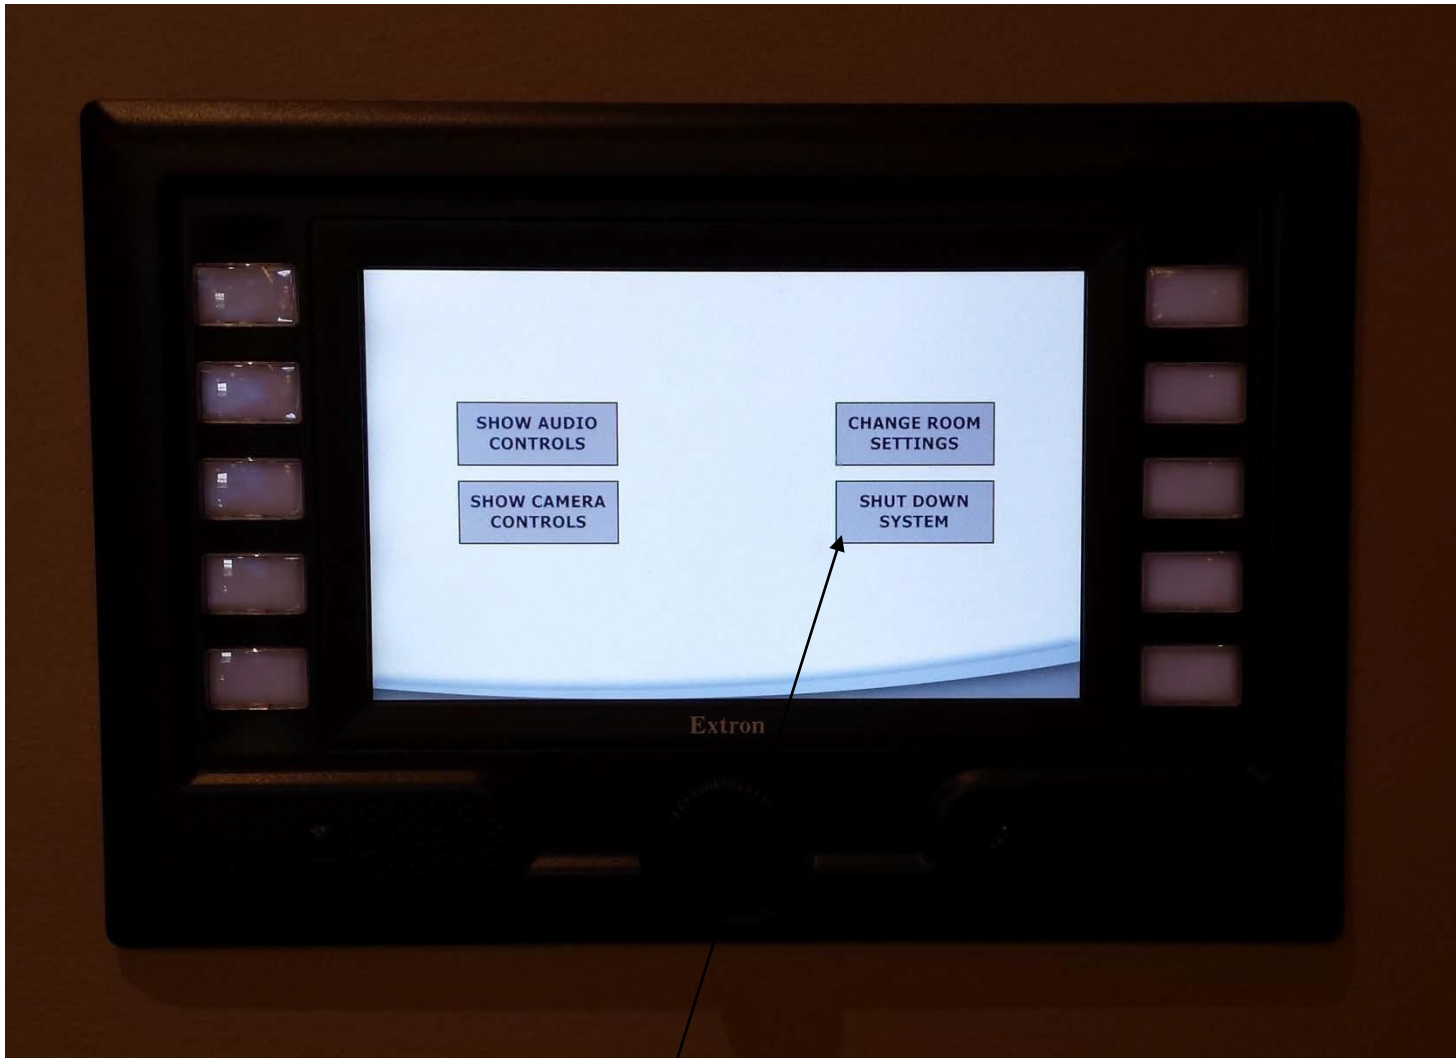 SHOW AUDIO
CONTROLS
CHANGE ROOM
SETTINGS
SHOW CAMERA
CONTROLS
SHUT DOWN
SYSTEM
Extron